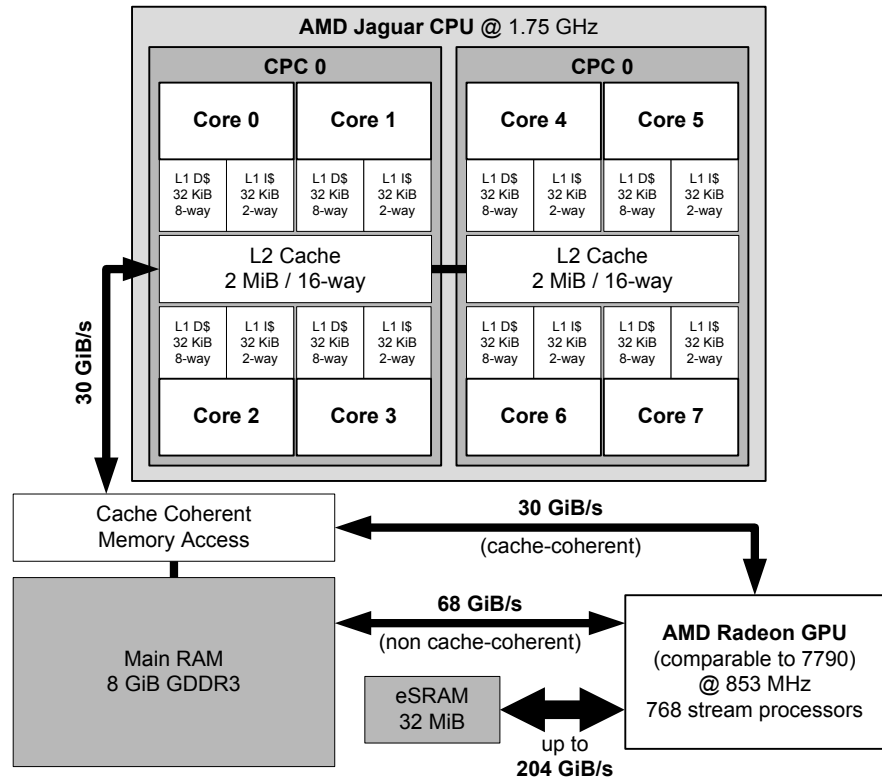 AMD Jaguar CPU @ 1.75 GHz
CPC 0
CPC 0
Core 0
Core 1
Core 4
Core 5
L1 D$
32 KiB
8-way
L1 I$
32 KiB
2-way
L1 D$
32 KiB
8-way
L1 I$
32 KiB
2-way
L1 D$
32 KiB
8-way
L1 I$
32 KiB
2-way
L1 D$
32 KiB
8-way
L1 I$
32 KiB
2-way
L2 Cache
2 MiB / 16-way
L2 Cache
2 MiB / 16-way
L1 D$
32 KiB
8-way
L1 I$
32 KiB
2-way
L1 D$
32 KiB
8-way
L1 I$
32 KiB
2-way
L1 D$
32 KiB
8-way
L1 I$
32 KiB
2-way
L1 D$
32 KiB
8-way
L1 I$
32 KiB
2-way
Core 2
Core 3
Core 6
Core 7
30 GiB/s
Cache Coherent
Memory Access
30 GiB/s
(cache-coherent)
Main RAM
8 GiB GDDR3
68 GiB/s
(non cache-coherent)
AMD Radeon GPU
(comparable to 7790)
@ 853 MHz
768 stream processors
eSRAM
32 MiB
up to
204 GiB/s